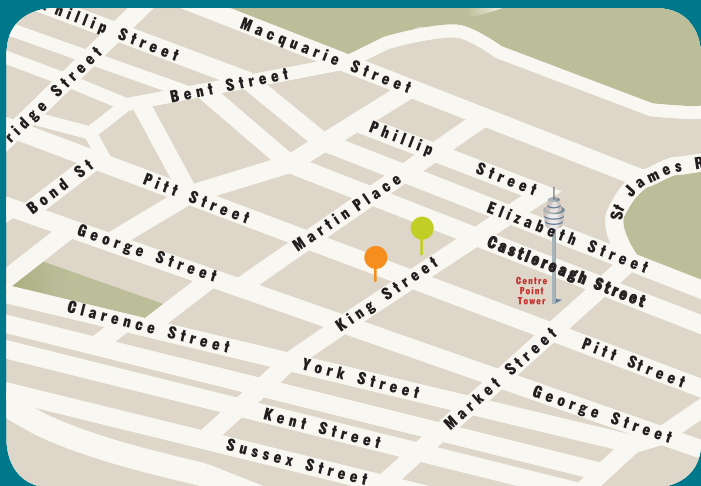 hillip Street
Macquarie Street
ridge Street
Bent Street
Phillip
Street
St James R
Bond St
Pitt Street
Martin Place
Elizabeth Street
George Street
Castlereagh Street
King Street
Centre
Point
Tower
Clarence Street
Pitt Street
York Street
Market Street
George Street
Kent Street
Sussex Street